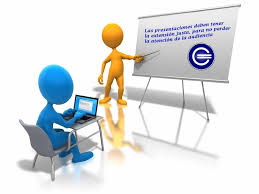 Las presentaciones deben tener
la extensión justa, para no perder
la atención de la audiencia